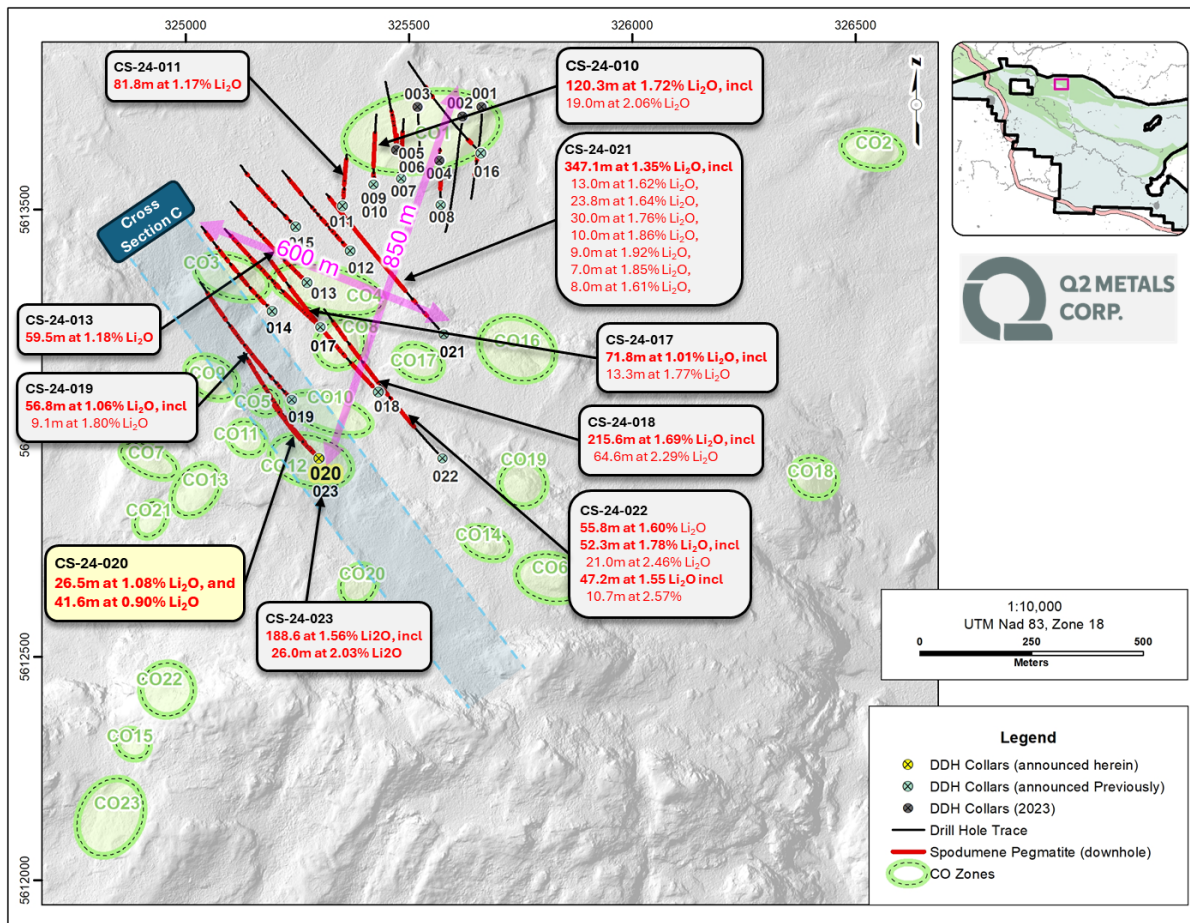 325000
325500
326000
326500
5613500
5612500
5612000
CS-24-011
81.8m at 1.17% Li₂O
CS-24-010
120.3m at 1.72% Li₂O, incl
19.0m at 2.06% Li₂O
CS-24-021
347.1m at 1.35% Li₂O, incl
13.0m at 1.62% Li₂O,
23.8m at 1.64% Li₂O,
30.0m at 1.76% Li₂O,
10.0m at 1.86% Li₂O,
9.0m at 1.92% Li₂O,
7.0m at 1.85% Li₂O,
8.0m at 1.61% Li₂O,
003
002
001
CO1
005
006
004
016
007
009
010
008
011
015
012
CO2
Cross
Section C
600 m
850 m
CO3
CO4
013
014
CO8
017
021
CO16
CO17
CS-24-013
59.5m at 1.18% Li₂O
CS-24-017
71.8m at 1.01% Li₂O, incl
13.3m at 1.77% Li₂O
CS-24-019
56.8m at 1.06% Li₂O, incl
9.1m at 1.80% Li₂O
CO9
CO5
CO10
019
018
CS-24-018
215.6m at 1.69% Li₂O, incl
64.6m at 2.29% Li₂O
CO11
CO7
CO12
020
023
022
CO19
CO18
CO13
CO21
CO14
CO6
CO20
CS-24-022
55.8m at 1.60% Li₂O
52.3m at 1.78% Li₂O, incl
21.0m at 2.46% Li₂O
47.2m at 1.55 Li₂O incl
10.7m at 2.57%
CS-24-020
26.5m at 1.08% Li₂O, and
41.6m at 0.90% Li₂O
CS-24-023
188.6 at 1.56% Li2O, incl
26.0m at 2.03% Li2O
CO22
CO15
CO23
Q2 METALS
CORP.
1:10,000
UTM Nad 83, Zone 18
0
250
500
Meters
Legend
DDH Collars (announced herein)
DDH Collars (announced Previously)
DDH Collars (2023)
Drill Hole Trace
Spodumene Pegmatite (downhole)
CO Zones